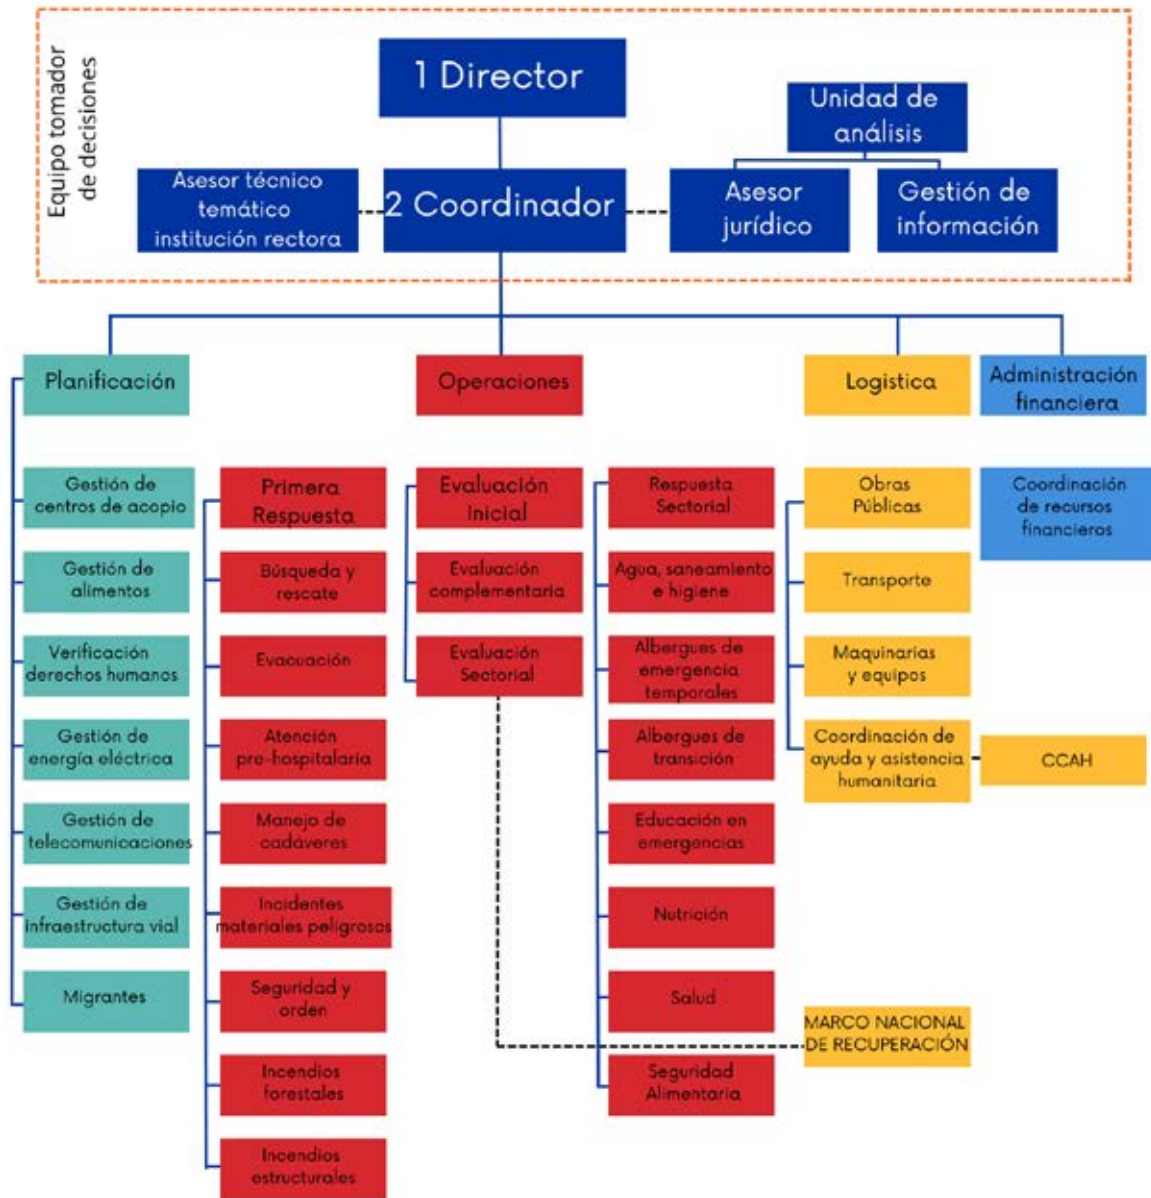 Equipo tomador
de decisiones
1 Director
Unidad de
análisis
Asesor técnico
temático
institución rectora
2 Coordinador
Asesor
jurídico
Gestión de
información
Planificación
Operaciones
Logistica
Administración
financiera
Gestión de
centros de acopio
Gestión de
alimentos
Verificación
derechos humanos
Gestión de
energía eléctrica
Gestión de
telecomunicaciones
Gestión de
infraestructura vial
Migrantes
Primera
Respuesta
Búsqueda y
rescate
Evacuación
Atención
pre-hospitalaria
Manejo de
cadáveres
Incidentes
materiales peligrosos
Seguridad y
orden
Incendios
forestales
Incendios
estructurales
Evaluación
Inicial
Evaluación
complementaria
Evaluación
Sectorial
Respuesta
Sectorial
Agua, saneamiento
e higiene
Albergues de
emergencia
temporales
Albergues de
transición
Educación en
emergencias
Nutrición
Salud
Seguridad
Alimentaria
Obras
Públicas
Transporte
Maquinarias
y equipos
Coordinación de
ayuda y asistencia
humanitaria
MARCO NACIONAL
DE RECUPERACIÓN
Coordinación
de recursos
financieros
CCAH